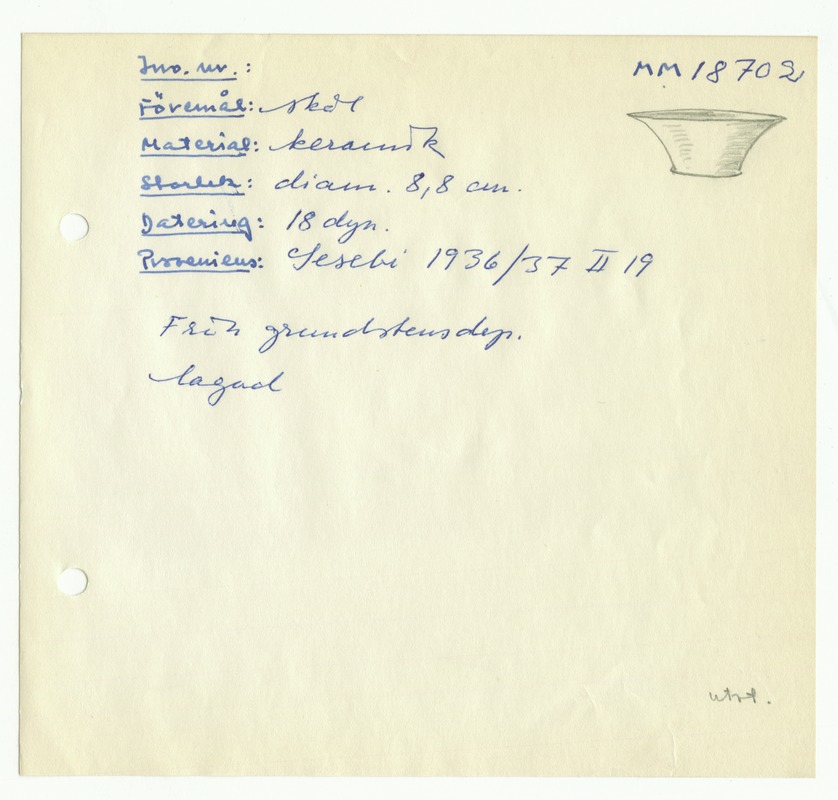 Inv. nr.: MM 18702
Föremål: skål
Material: keramik
Storlek: diam. 8,8 cm.
Datering: 18 dyn.
Proveniens: Sesebi 1936/37 II 19
Från grundstensdep.
lagad
utst.